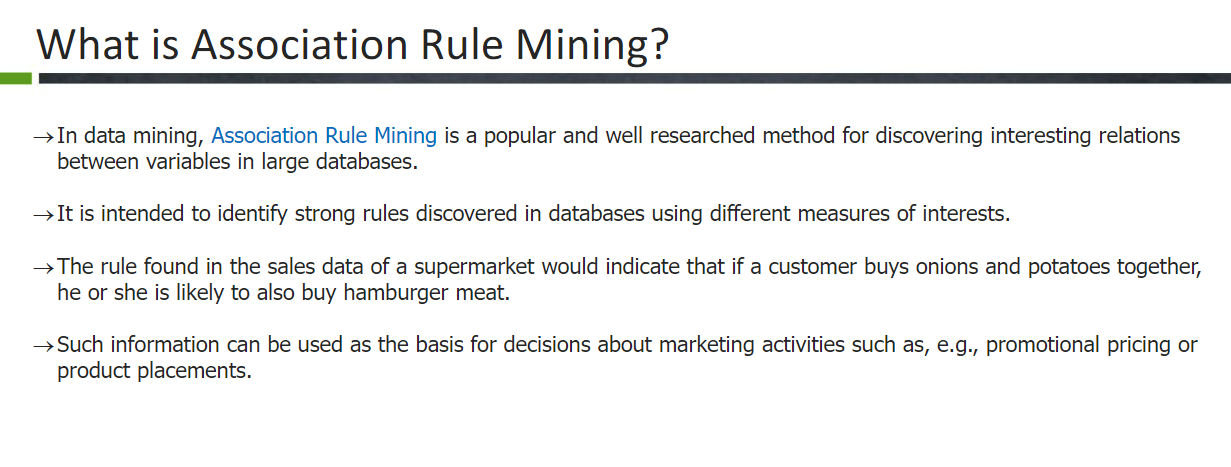 What is Association Rule Mining?
→In data mining, Association Rule Mining is a popular and well researched method for discovering interesting relations
between variables in large databases.
→It is intended to identify strong rules discovered in databases using different measures of interests.
→The rule found in the sales data of a supermarket would indicate that if a customer buys onions and potatoes together,
he or she is likely to also buy hamburger meat.
→Such information can be used as the basis for decisions about marketing activities such as, e.g., promotional pricing or
product placements.